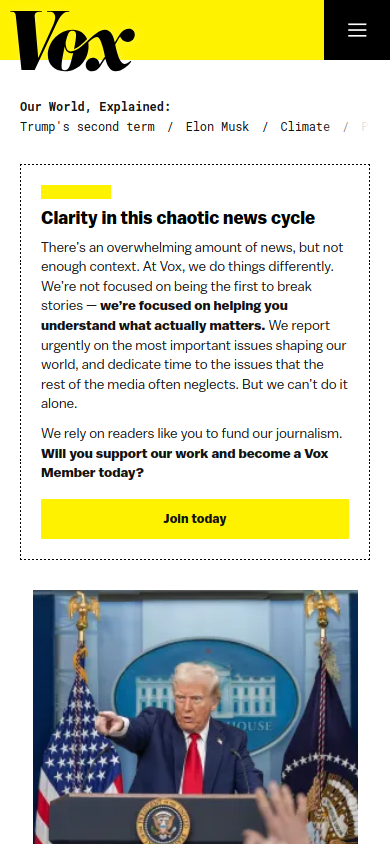 Vox
Our World, Explained:
Trump's second term / Elon Musk / Climate /
Clarity in this chaotic news cycle
There's an overwhelming amount of news, but not
enough context. At Vox, we do things differently.
We're not focused on being the first to break
stories — we're focused on helping you
understand what actually matters. We report
urgently on the most important issues shaping our
world, and dedicate time to the issues that the
rest of the media often neglects. But we can't do it
alone.
We rely on readers like you to fund our journalism.
Will you support our work and become a Vox
Member today?
Join today